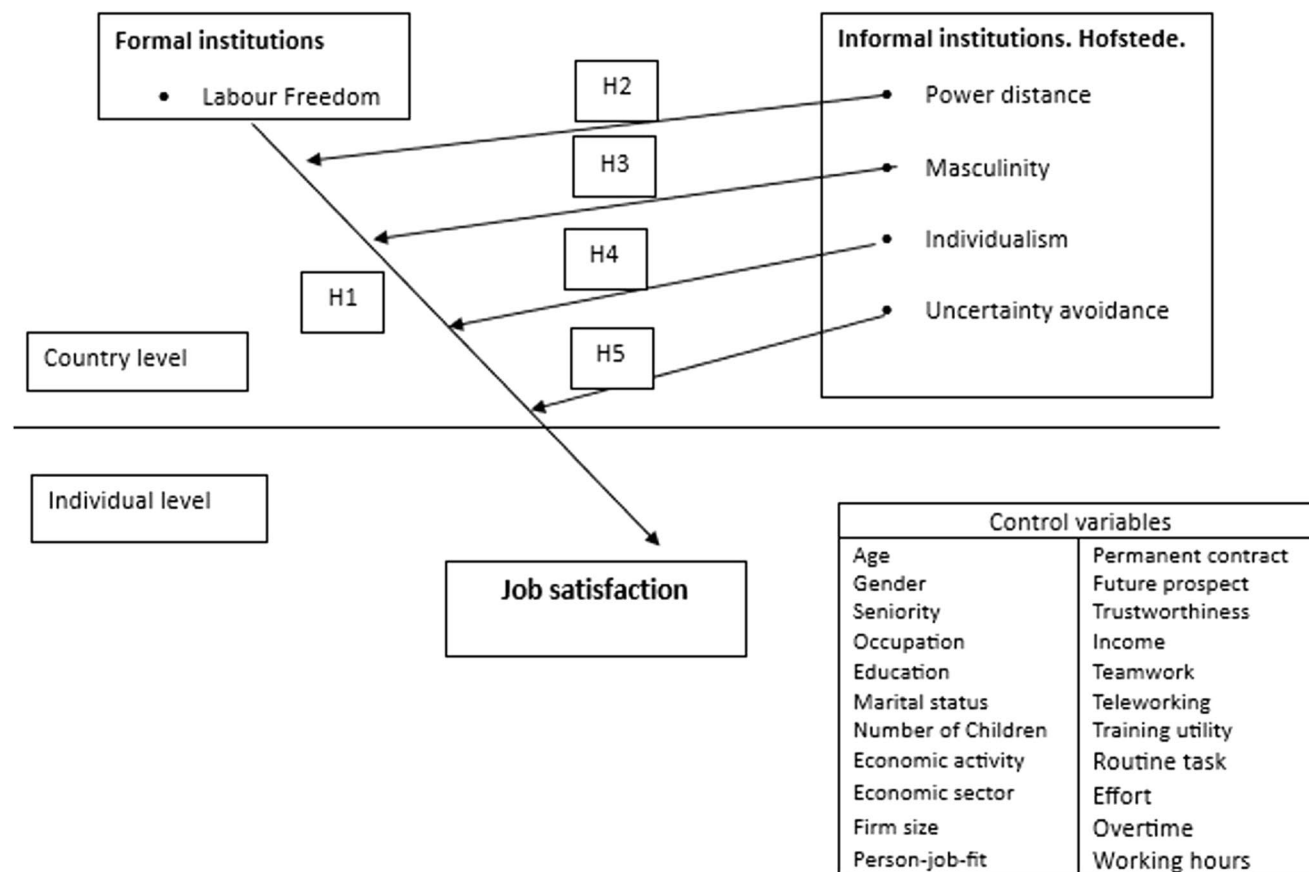 Formal institutions
• Labour Freedom
Informal institutions. Hofstede.
• Power distance
• Masculinity
• Individualism
• Uncertainty avoidance
H2
H3
H4
H1
H5
Country level
Individual level
Job satisfaction
Control variables
Age
Gender
Seniority
Occupation
Education
Marital status
Number of Children
Economic activity
Economic sector
Firm size
Person-job-fit
Permanent contract
Future prospect
Trustworthiness
Income
Teamwork
Teleworking
Training utility
Routine task
Effort
Overtime
Working hours